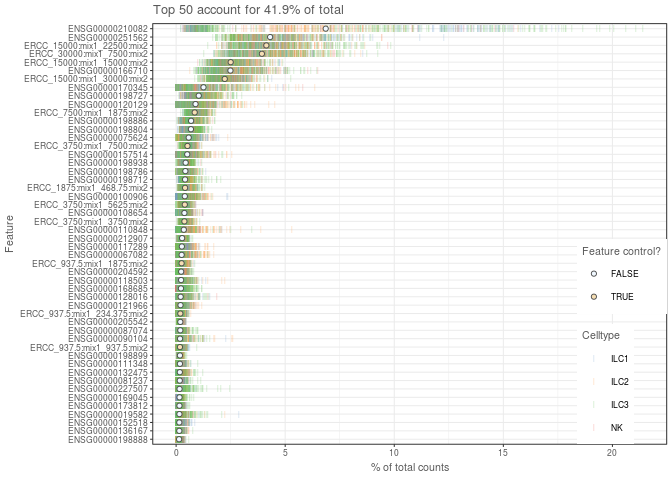 Top 50 account for 41.9% of total
ENSG00000210082
ENSG00000251562
ERCC_15000:mix1_22500:mix2
ERCC_30000:mix1_7500:mix2
ERCC_15000:mix1_15000:mix2
ENSG00000166710
ERCC_15000:mix1_30000:mix2
ENSG00000170345
ENSG00000198727
ENSG00000120129
ERCC_7500:mix1_1875:mix2
ENSG00000198886
ENSG00000198804
ENSG00000075624
ERCC_3750:mix1_7500:mix2
ENSG00000157514
ENSG00000198938
ENSG00000198786
ENSG00000198712
ERCC_1875:mix1_468.75:mix2
ENSG00000100906
ERCC_3750:mix1_5625:mix2
ENSG00000108654
ERCC_3750:mix1_3750:mix2
ENSG00000110848
ENSG00000212907
ENSG00000117289
ENSG00000067082
ERCC_937.5:mix1_1875:mix2
ENSG00000204592
ENSG00000118503
ENSG00000168685
ENSG00000128016
ENSG00000121966
ERCC_937.5:mix1_234.375:mix2
ENSG00000205542
ENSG00000087074
ENSG00000090104
ERCC_937.5:mix1_937.5:mix2
ENSG00000198899
ENSG00000111348
ENSG00000132475
ENSG00000081237
ENSG00000227507
ENSG00000169045
ENSG00000173812
ENSG00000019582
ENSG00000152518
ENSG00000136167
ENSG00000198888
Feature
0
5
10
15
20
% of total counts
Feature control?
FALSE
TRUE
Celltype
ILC1
ILC2
ILC3
NK